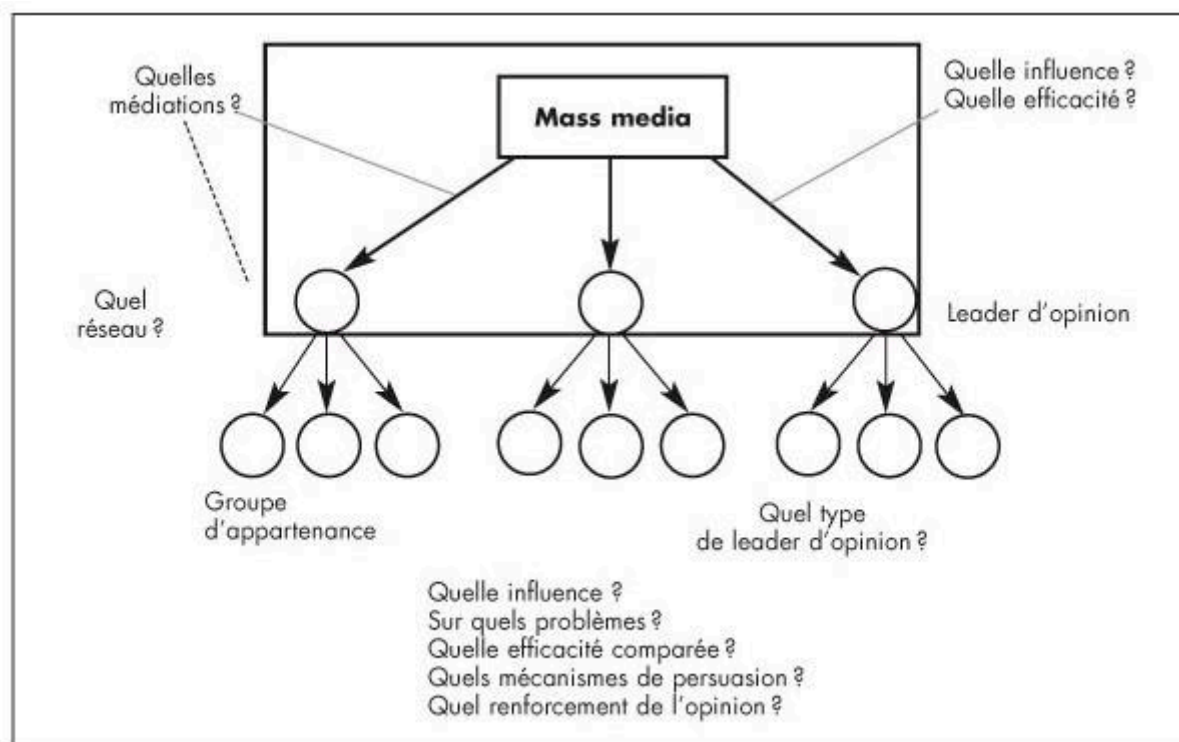 Quelles
médiations ?
Mass media
Quelle influence ?
Quelle efficacité ?
Quel
réseau ?
Leader d'opinion
Groupe
d'appartenance
Quel type
de leader d'opinion ?
Quelle influence ?
Sur quels problèmes ?
Quelle efficacité comparée ?
Quels mécanismes de persuasion ?
Quel renforcement de l'opinion ?